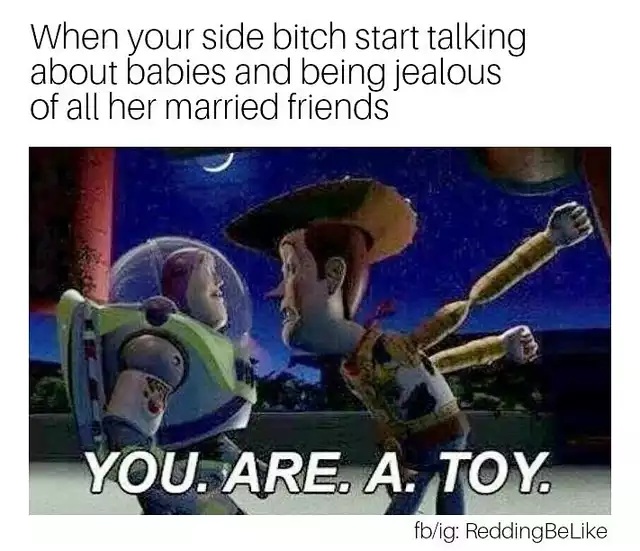 When your side bitch start talking
about babies and being jealous
of all her married friends
YOU. ARE. A. TOY.
fb/ig: ReddingBeLike